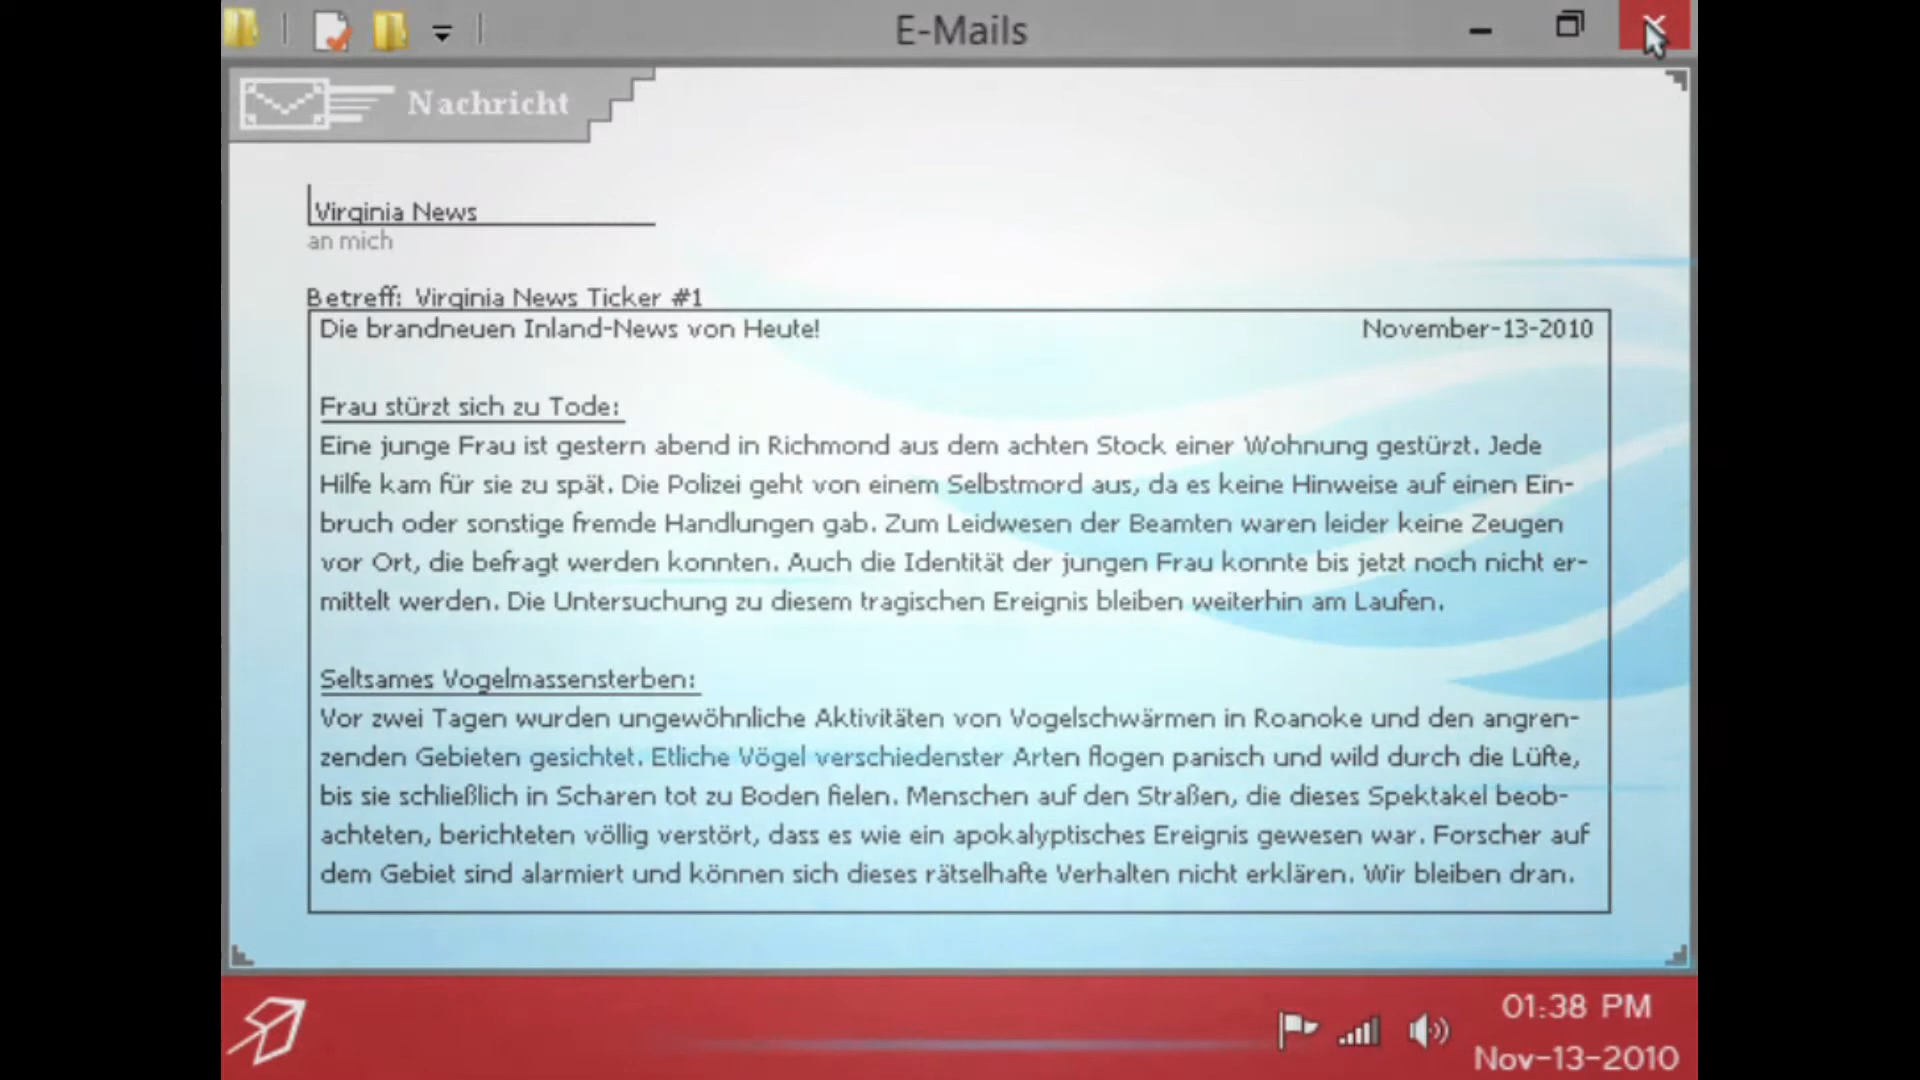 E-Mails
Nachricht
Virginia News
an mich
Betreff: Virginia News Ticker #1
Die brandneuen Inland-News von Heute! November-13-2010
Frau stürzt sich zu Tode:
Eine junge Frau ist gestern abend in Richmond aus dem achten Stock einer Wohnung gestürzt. Jede
Hilfe kam für sie zu spät. Die Polizei geht von einem Selbstmord aus, da es keine Hinweise auf einen Ein-
bruch oder sonstige fremde Handlungen gab. Zum Leidwesen der Beamten waren leider keine Zeugen
vor Ort, die befragt werden konnten. Auch die Identität der jungen Frau konnte bis jetzt noch nicht er-
mittelt werden. Die Untersuchung zu diesem tragischen Ereignis bleiben weiterhin am Laufen.
Seltsames Vogelmassensterben:
Vor zwei Tagen wurden ungewöhnliche Aktivitäten von Vogelschwärmen in Roanoke und den angren-
zenden Gebieten gesichtet. Etliche Vögel verschiedenster Arten flogen panisch und wild durch die Lüfte,
bis sie schließlich in Scharen tot zu Boden fielen. Menschen auf den Straßen, die dieses Spektakel beob-
achteten, berichteten völlig verstört, dass es wie ein apokalyptisches Ereignis gewesen war. Forscher auf
dem Gebiet sind alarmiert und können sich dieses rätselhafte Verhalten nicht erklären. Wir bleiben dran.
01:38 PM
Nov-13-2010